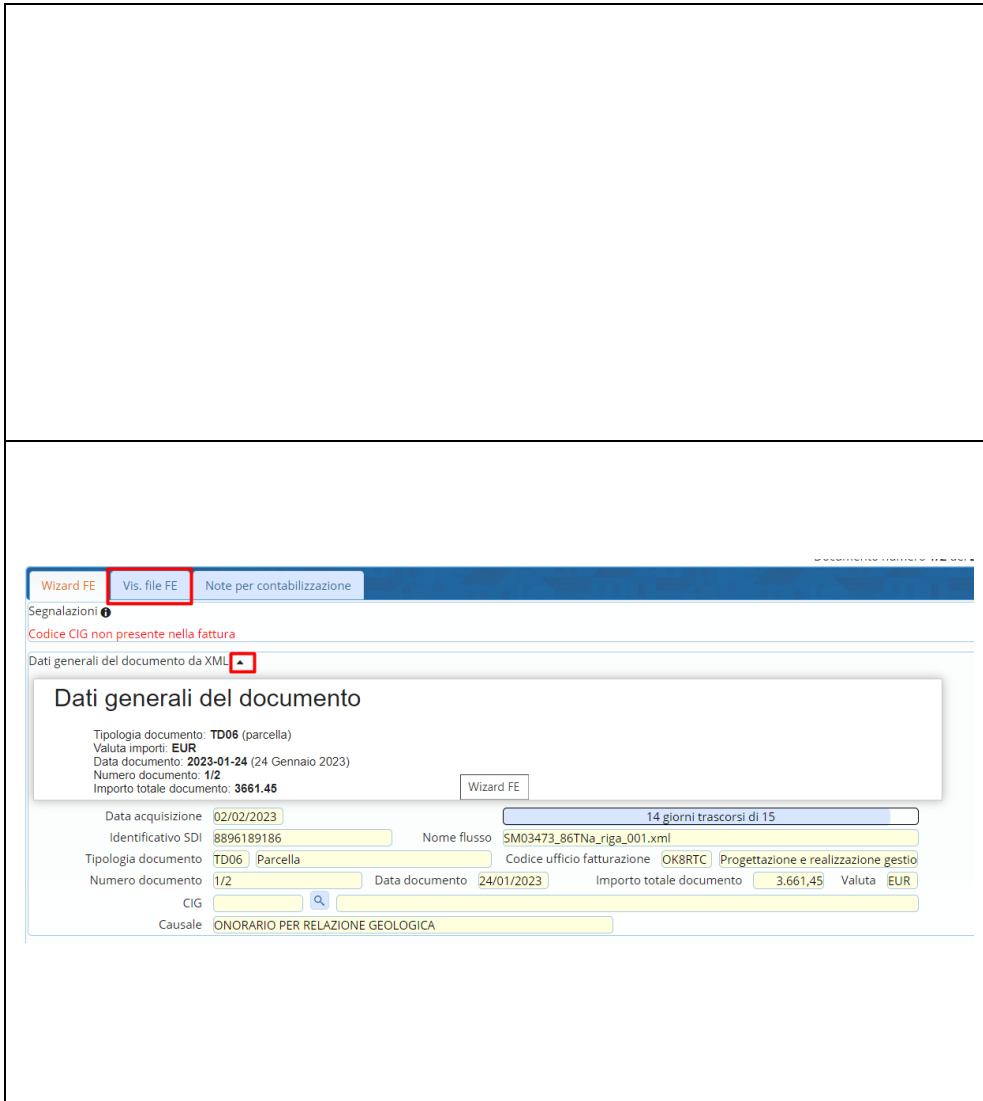 Wizard FE Vis. file FE Note per contabilizzazione
Segnalazioni
Codice CIG non presente nella fattura
Dati generali del documento da XML
Dati generali del documento
Tipologia documento: TD06 (parcella)
Valuta importi: EUR
Data documento: 2023-01-24 (24 Gennaio 2023)
Numero documento: 1/2
Importo totale documento: 3661.45
Wizard FE
Data acquisizione 02/02/2023 14 giorni trascorsi di 15
Identificativo SDI 8896189186 Nome flusso SM03473_86TNa_riga_001.xml
Tipologia documento TD06 Parcella Codice ufficio fatturazione OK8RTC Progettazione e realizzazione gestio
Numero documento 1/2 Data documento 24/01/2023 Importo totale documento 3.661,45 Valuta EUR
CIG
Causale ONORARIO PER RELAZIONE GEOLOGICA